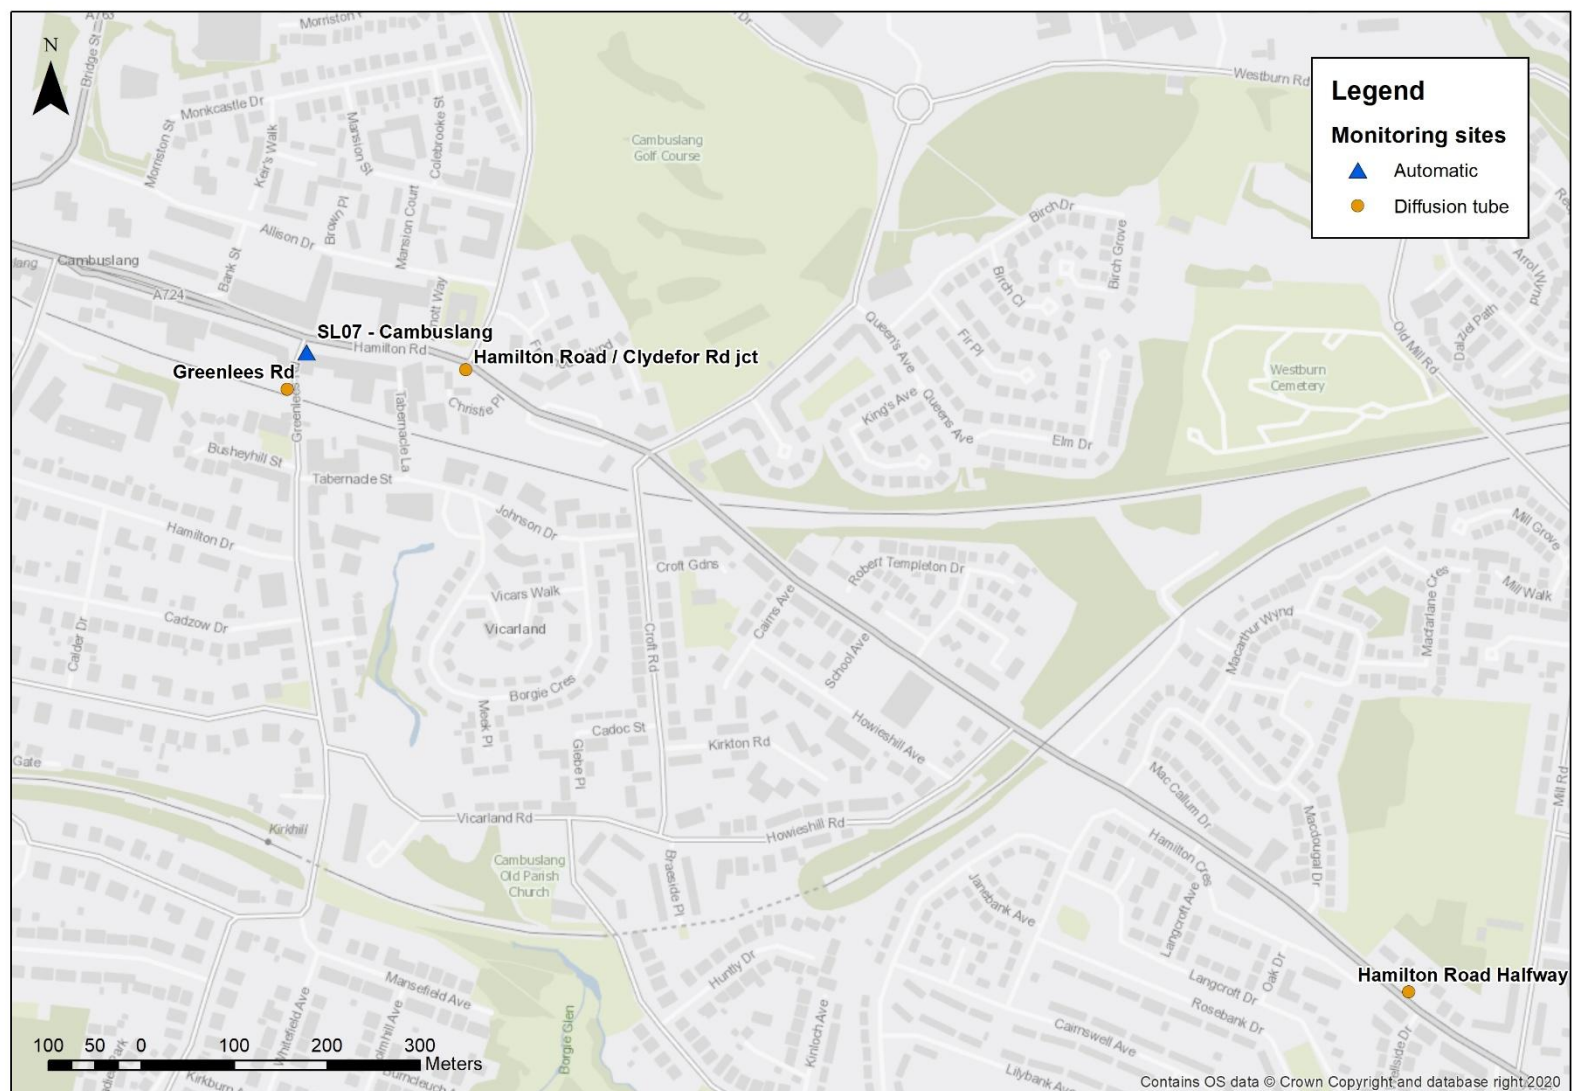 A763
Morriston
Dr
N
Bridge St
Westburn Rd
Legend
Monitoring sites
Automatic
Diffusion tube
Monkcastle Dr
Morriston St
Keir's Walk
Mansion St
Colebrooke St
Cambuslang
Golf Course
Brown Pl
Mansion Court
Allison Dr
Bank St
Birch Dr
Birch Grove
Birch Cl
Arrol Wynd
Dalziel Path
Old Mill Rd
lang
Cambuslang
A724
SL07 - Cambuslang
Hamilton Rd
Hamilton Road / Clydefor Rd jct
Greenlees Rd
Greenlees
Queen's Ave
Fir Pl
Westburn
Cemetery
King's Ave
Queens Ave
Elm Dr
Christie Pl
Tabernacle La
Busheyhill St
Tabernacle St
Johnson Dr
Hamilton Dr
Croft Gdns
Robert Templeton Dr
Mill Grove
Mill Walk
Macfarlane Cres
Macarthur Wynd
Vicars Walk
Vicarland
Cairns Ave
School Ave
Cadzow Dr
Calder Dr
Croft Rd
Borgie Cres
Meek Pl
Cadoc St
Glebe Pl
Kirkton Rd
Howieshill Ave
Gate
Mac Callum Dr
Macdougal Dr
Mill Rd
Kirkhill
Vicarland Rd
Howieshill Rd
Hamilton Cres
Cambuslang
Old Parish
Church
Braeside Pl
Janebank Ave
Langcroft Ave
Langcroft Dr
Oak Dr
Rosebank Dr
Hamilton Road Halfway
Huntly Dr
Mansefield Ave
Whitefield Ave
Borgie Glen
Kinloch Ave
Cairnswell Ave
Lilybank Ave
100 50 0 100 200 300
Meters
Contains OS data © Crown Copyright and database right 2020